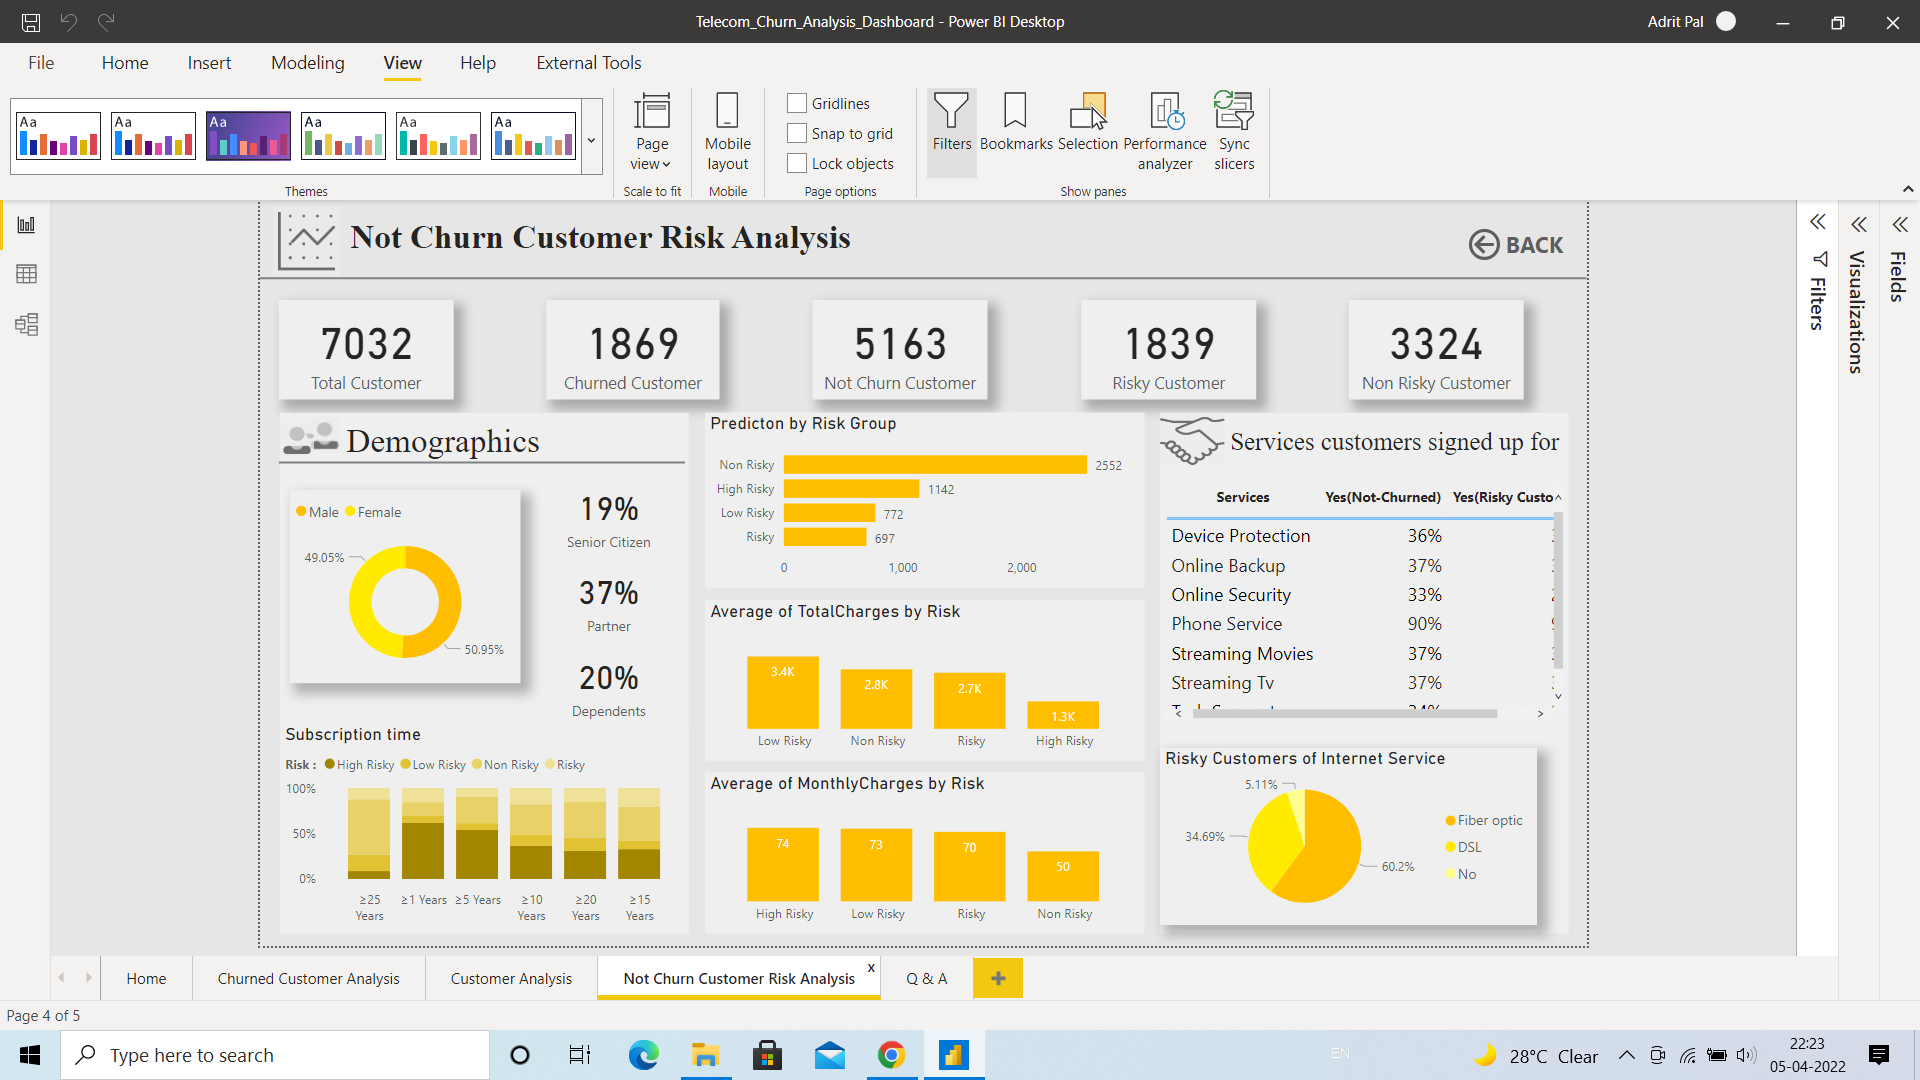 Telecom_Churn_Analysis_Dashboard - Power BI Desktop
Adrit Pal
File Home Insert Modeling View Help External Tools
Aa Aa Aa Aa Aa Aa
Themes
Page view
Scale to fit
Mobile layout
Mobile
Gridlines
Snap to grid
Lock objects
Page options
Filters
Bookmarks
Selection
Performance analyzer
Sync slicers
Show panes
Not Churn Customer Risk Analysis
BACK
7032
Total Customer
1869
Churned Customer
5163
Not Churn Customer
1839
Risky Customer
3324
Non Risky Customer
Demographics
Male Female
49.05%
50.95%
19%
Senior Citizen
37%
Partner
20%
Dependents
Subscription time
Risk : High Risky Low Risky Non Risky Risky
100%
50%
0%
≥25 Years
≥1 Years
≥5 Years
≥10 Years
≥20 Years
≥15 Years
Predicton by Risk Group
Non Risky 2552
High Risky 1142
Low Risky 772
Risky 697
0 1,000 2,000
Average of TotalCharges by Risk
3.4K 2.8K 2.7K 1.3K
Low Risky Non Risky Risky High Risky
Average of MonthlyCharges by Risk
74 73 70 50
High Risky Low Risky Risky Non Risky
Services customers signed up for
Services Yes(Not-Churned) Yes(Risky Custo
Device Protection 36%
Online Backup 37%
Online Security 33%
Phone Service 90%
Streaming Movies 37%
Streaming Tv 37%
Risky Customers of Internet Service
5.11%
34.69%
60.2%
Fiber optic
DSL
No
Filters
Visualizations
Fields
Home
Churned Customer Analysis
Customer Analysis
Not Churn Customer Risk Analysis x
Q & A
+
Page 4 of 5
Type here to search
EN
28°C Clear
22:23
05-04-2022